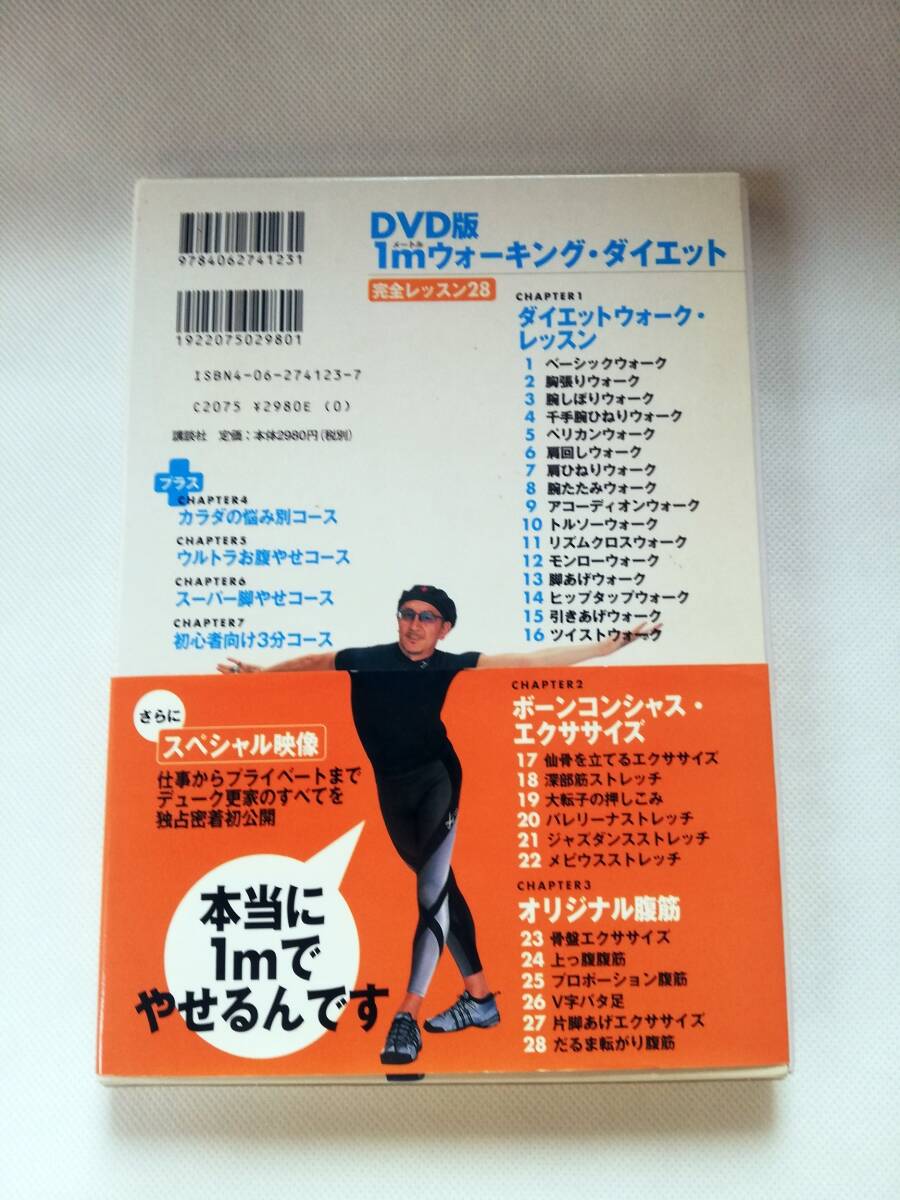 9784062741231
1922075029801
ISBN4-06-274123-7
C2075 ¥2980E (0)
講談社 定価：本体2980円（税別）
DVD版
メートル
1mウォーキング・ダイエット
完全レッスン28
CHAPTER1
ダイエットウォーク・
レッスン
1 ベーシックウォーク
2 胸張りウォーク
3 腕しぼりウォーク
4 千手腕ひねりウォーク
5 ペリカンウォーク
6 肩回しウォーク
7 肩ひねりウォーク
8 腕たたみウォーク
9 アコーディオンウォーク
10 トルソーウォーク
11 リズムクロスウォーク
12 モンローウォーク
13 脚あげウォーク
14 ヒップタップウォーク
15 引きあげウォーク
16 ツイストウォーク
プラス
CHAPTER4
カラダの悩み別コース
CHAPTER5
ウルトラお腹やせコース
CHAPTER6
スーパー脚やせコース
CHAPTER7
初心者向け3分コース
CHAPTER2
ボーンコンシャス・
エクササイズ
17 仙骨を立てるエクササイズ
18 深部筋ストレッチ
19 大転子の押しこみ
20 バレリーナストレッチ
21 ジャズダンスストレッチ
22 メビウスストレッチ
CHAPTER3
オリジナル腹筋
23 骨盤エクササイズ
24 上っ腹腹筋
25 プロポーション腹筋
26 V字バタ足
27 片脚あげエクササイズ
28 だるま転がり腹筋
さらに
スペシャル映像
仕事からプライベートまで
デューク更家のすべてを
独占密着初公開
本当に
1mで
やせるんです